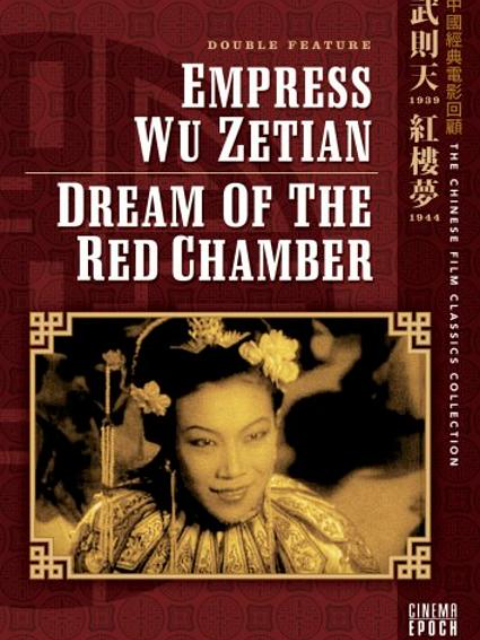 DOUBLE FEATURE
EMPRESS
WU ZETIAN
DREAM OF THE
RED CHAMBER
武則天
1939
紅樓夢
1944
中國經典電影回顧
THE CHINESE FILM CLASSICS COLLECTION
CINEMA
EPOCH